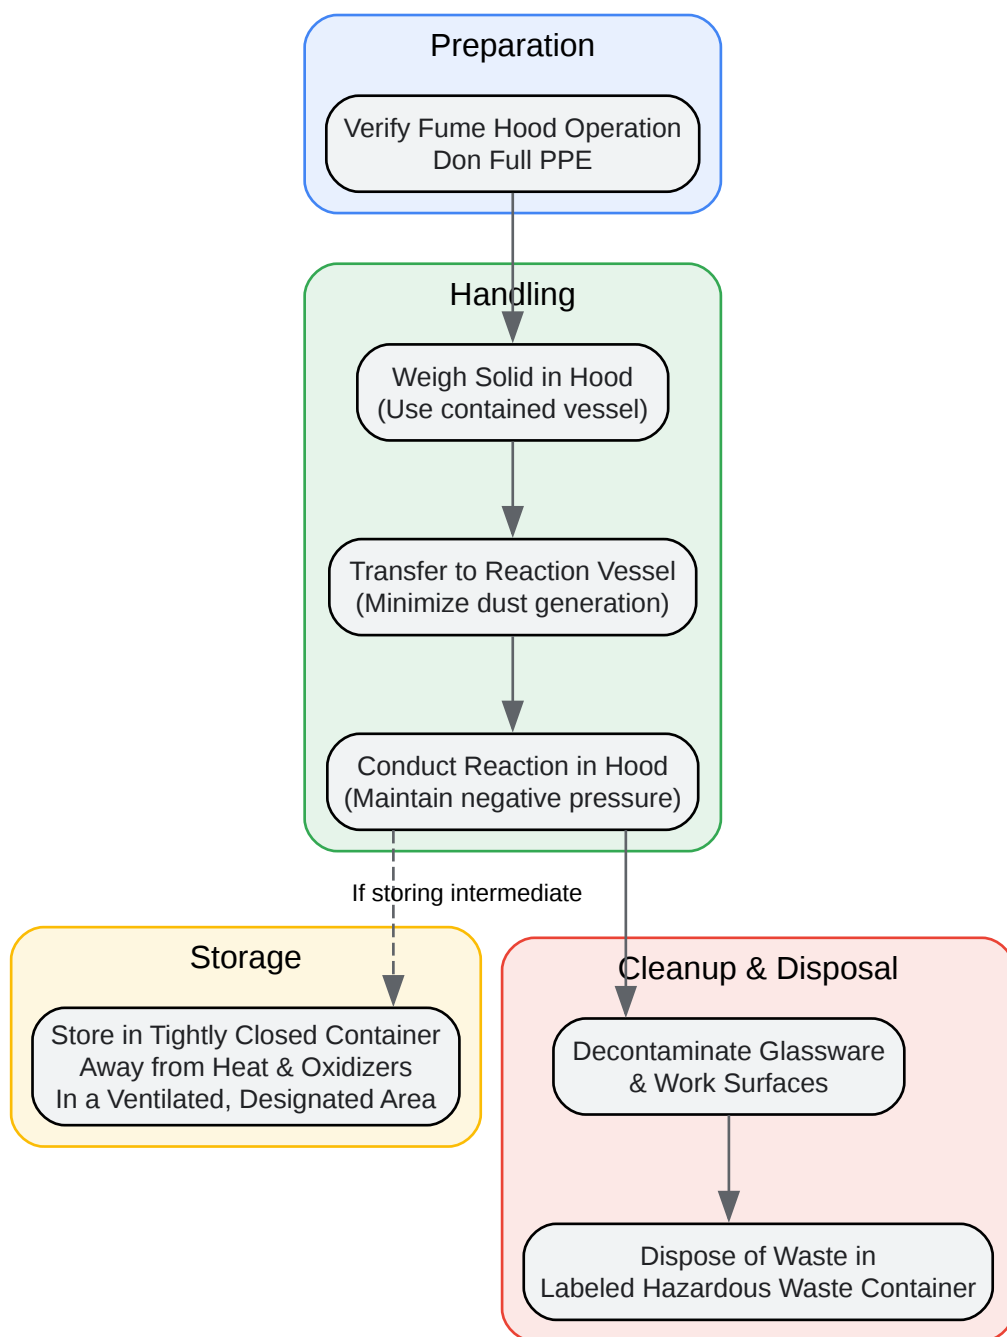 Preparation
Verify Fume Hood Operation
Don Full PPE
Handling
Weigh Solid in Hood
(Use contained vessel)
Transfer to Reaction Vessel
(Minimize dust generation)
Conduct Reaction in Hood
(Maintain negative pressure)
If storing intermediate
Storage
Store in Tightly Closed Container
Away from Heat & Oxidizers
In a Ventilated, Designated Area
Cleanup & Disposal
Decontaminate Glassware
& Work Surfaces
Dispose of Waste in
Labeled Hazardous Waste Container